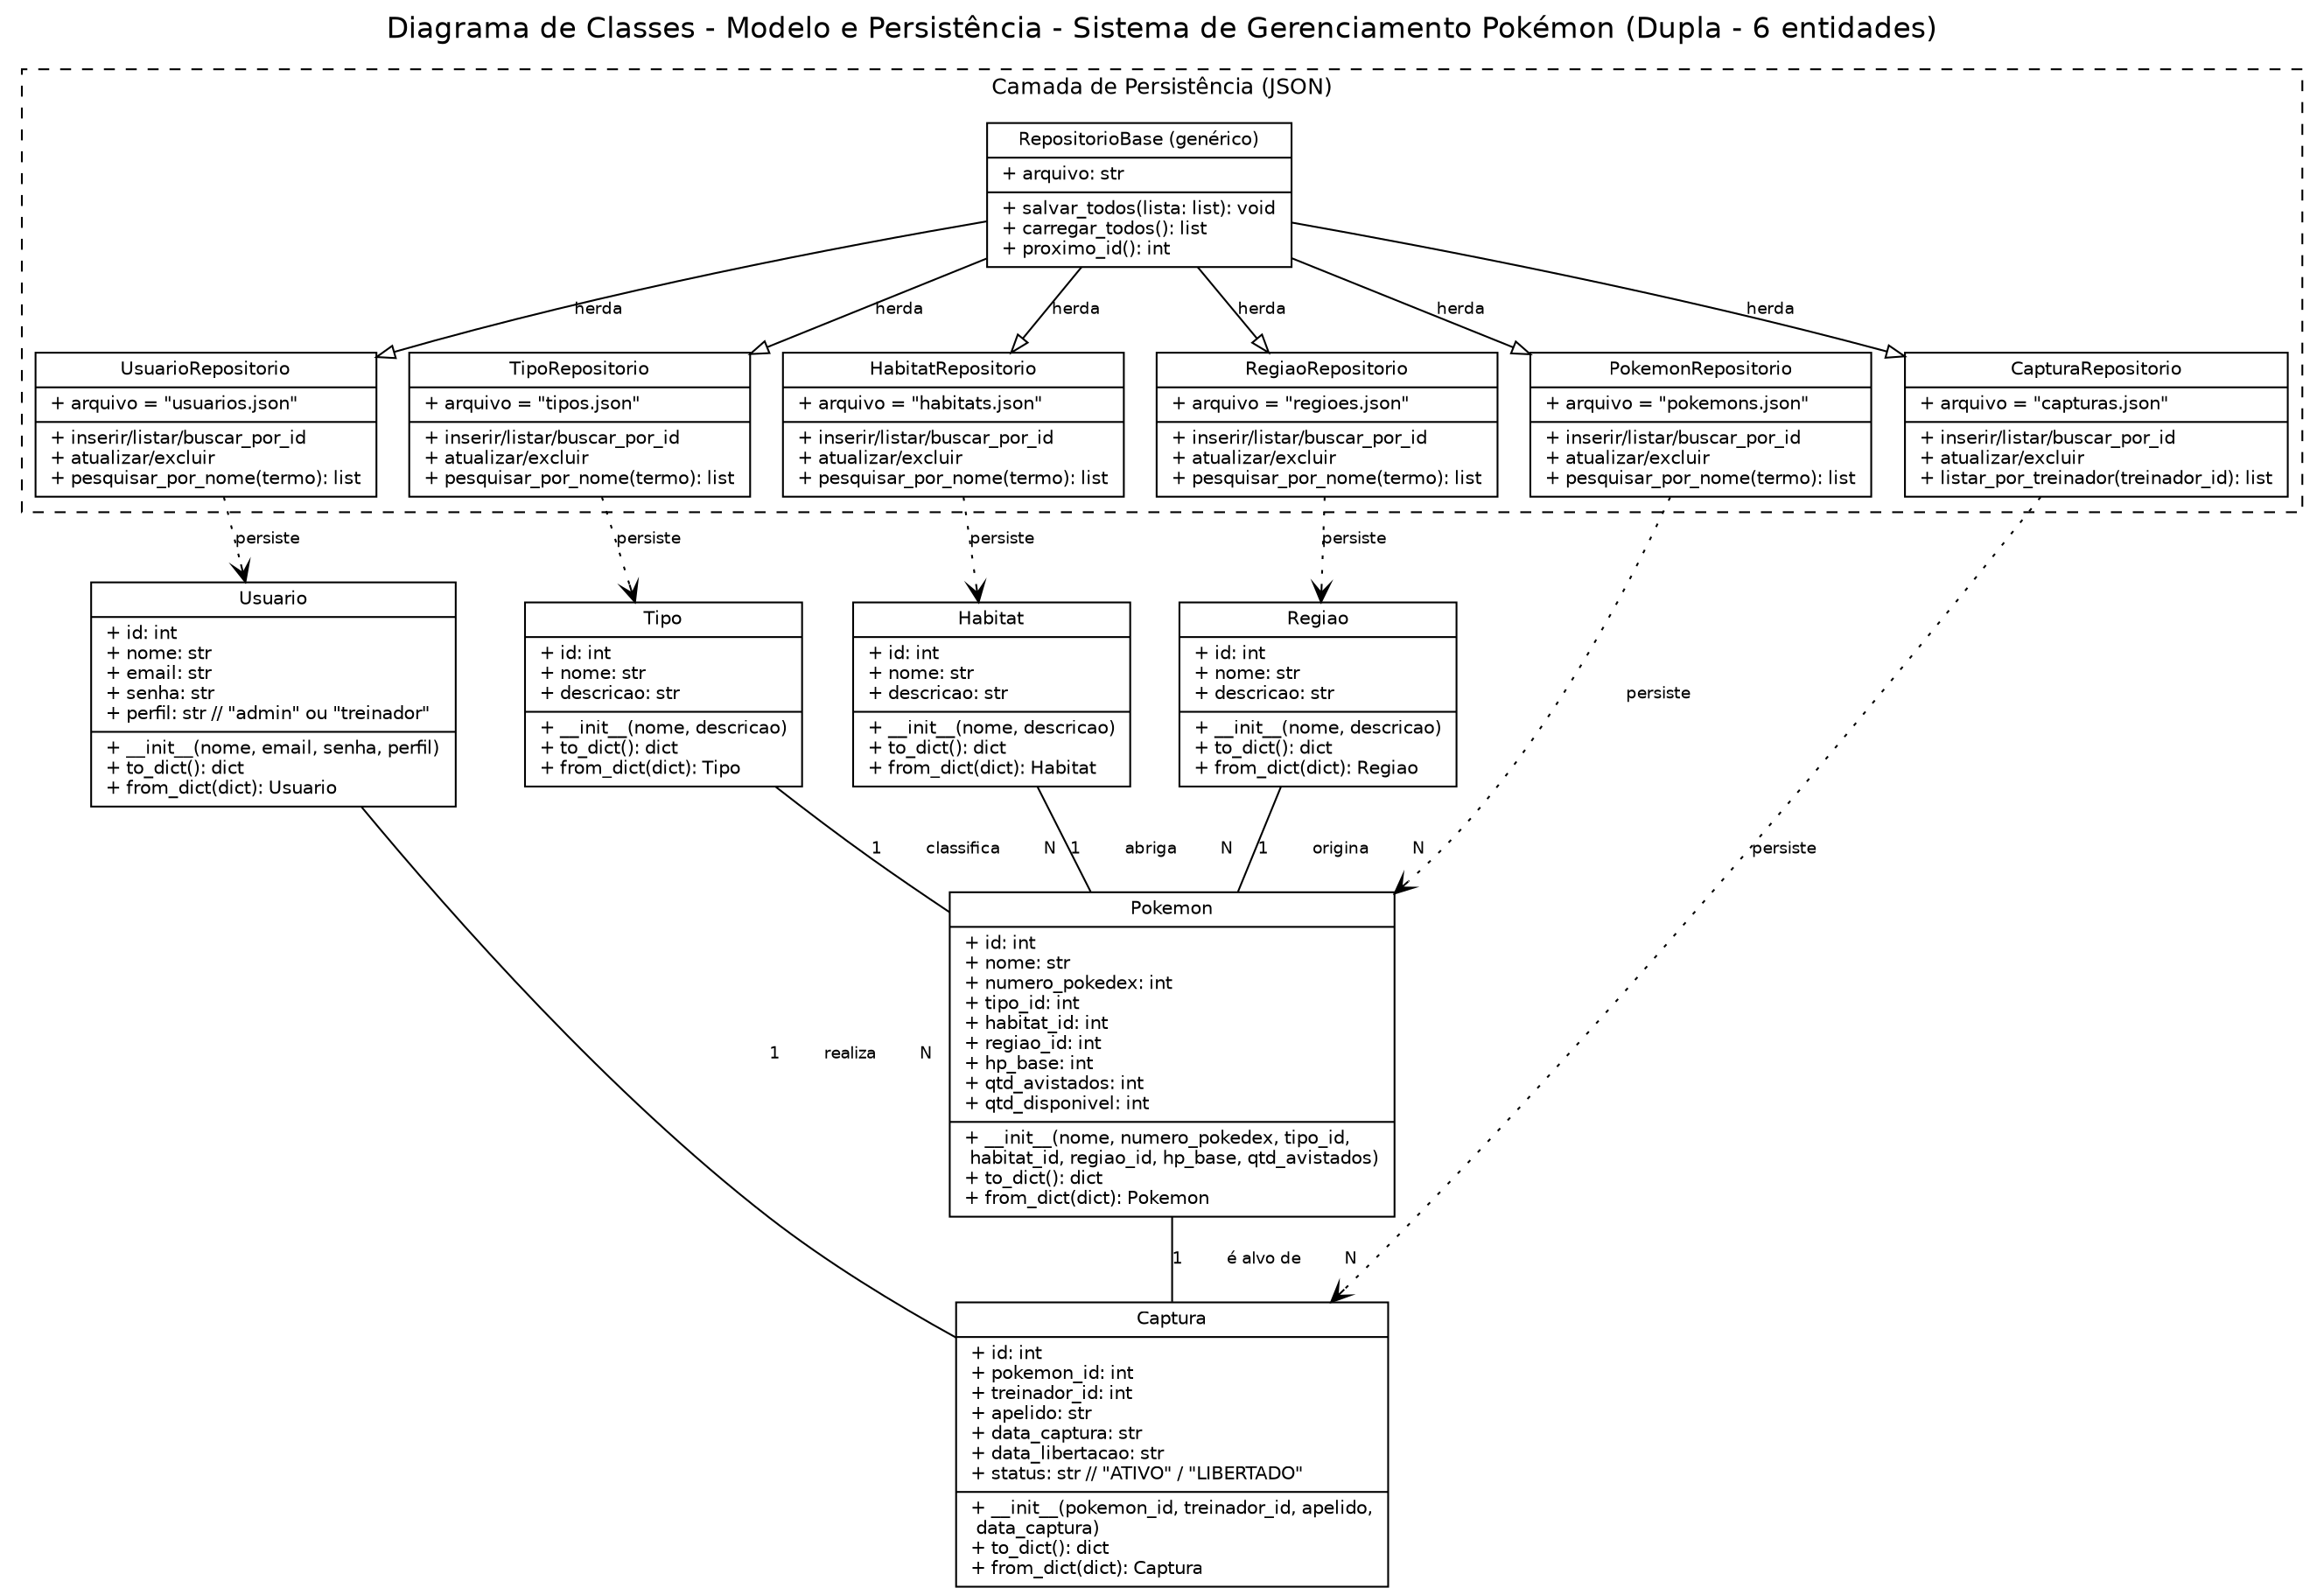 Diagrama de Classes - Modelo e Persistência - Sistema de Gerenciamento Pokémon (Dupla - 6 entidades)
Camada de Persistência (JSON)
RepositorioBase (genérico)
+ arquivo: str
+ salvar_todos(lista: list): void
+ carregar_todos(): list
+ proximo_id(): int
herda
herda
herda
herda
herda
herda
UsuarioRepositorio
+ arquivo = "usuarios.json"
+ inserir/listar/buscar_por_id
+ atualizar/excluir
+ pesquisar_por_nome(termo): list
TipoRepositorio
+ arquivo = "tipos.json"
+ inserir/listar/buscar_por_id
+ atualizar/excluir
+ pesquisar_por_nome(termo): list
HabitatRepositorio
+ arquivo = "habitats.json"
+ inserir/listar/buscar_por_id
+ atualizar/excluir
+ pesquisar_por_nome(termo): list
RegiaoRepositorio
+ arquivo = "regioes.json"
+ inserir/listar/buscar_por_id
+ atualizar/excluir
+ pesquisar_por_nome(termo): list
PokemonRepositorio
+ arquivo = "pokemons.json"
+ inserir/listar/buscar_por_id
+ atualizar/excluir
+ pesquisar_por_nome(termo): list
CapturaRepositorio
+ arquivo = "capturas.json"
+ inserir/listar/buscar_por_id
+ atualizar/excluir
+ listar_por_treinador(treinador_id): list
persiste
persiste
persiste
persiste
persiste
persiste
Usuario
+ id: int
+ nome: str
+ email: str
+ senha: str
+ perfil: str // "admin" ou "treinador"
+ __init__(nome, email, senha, perfil)
+ to_dict(): dict
+ from_dict(dict): Usuario
Tipo
+ id: int
+ nome: str
+ descricao: str
+ __init__(nome, descricao)
+ to_dict(): dict
+ from_dict(dict): Tipo
Habitat
+ id: int
+ nome: str
+ descricao: str
+ __init__(nome, descricao)
+ to_dict(): dict
+ from_dict(dict): Habitat
Regiao
+ id: int
+ nome: str
+ descricao: str
+ __init__(nome, descricao)
+ to_dict(): dict
+ from_dict(dict): Regiao
1 classifica N
1 abriga N
1 origina N
Pokemon
+ id: int
+ nome: str
+ numero_pokedex: int
+ tipo_id: int
+ habitat_id: int
+ regiao_id: int
+ hp_base: int
+ qtd_avistados: int
+ qtd_disponivel: int
+ __init__(nome, numero_pokedex, tipo_id,
habitat_id, regiao_id, hp_base, qtd_avistados)
+ to_dict(): dict
+ from_dict(dict): Pokemon
1 realiza N
1 é alvo de N
Captura
+ id: int
+ pokemon_id: int
+ treinador_id: int
+ apelido: str
+ data_captura: str
+ data_libertacao: str
+ status: str // "ATIVO" / "LIBERTADO"
+ __init__(pokemon_id, treinador_id, apelido,
data_captura)
+ to_dict(): dict
+ from_dict(dict): Captura